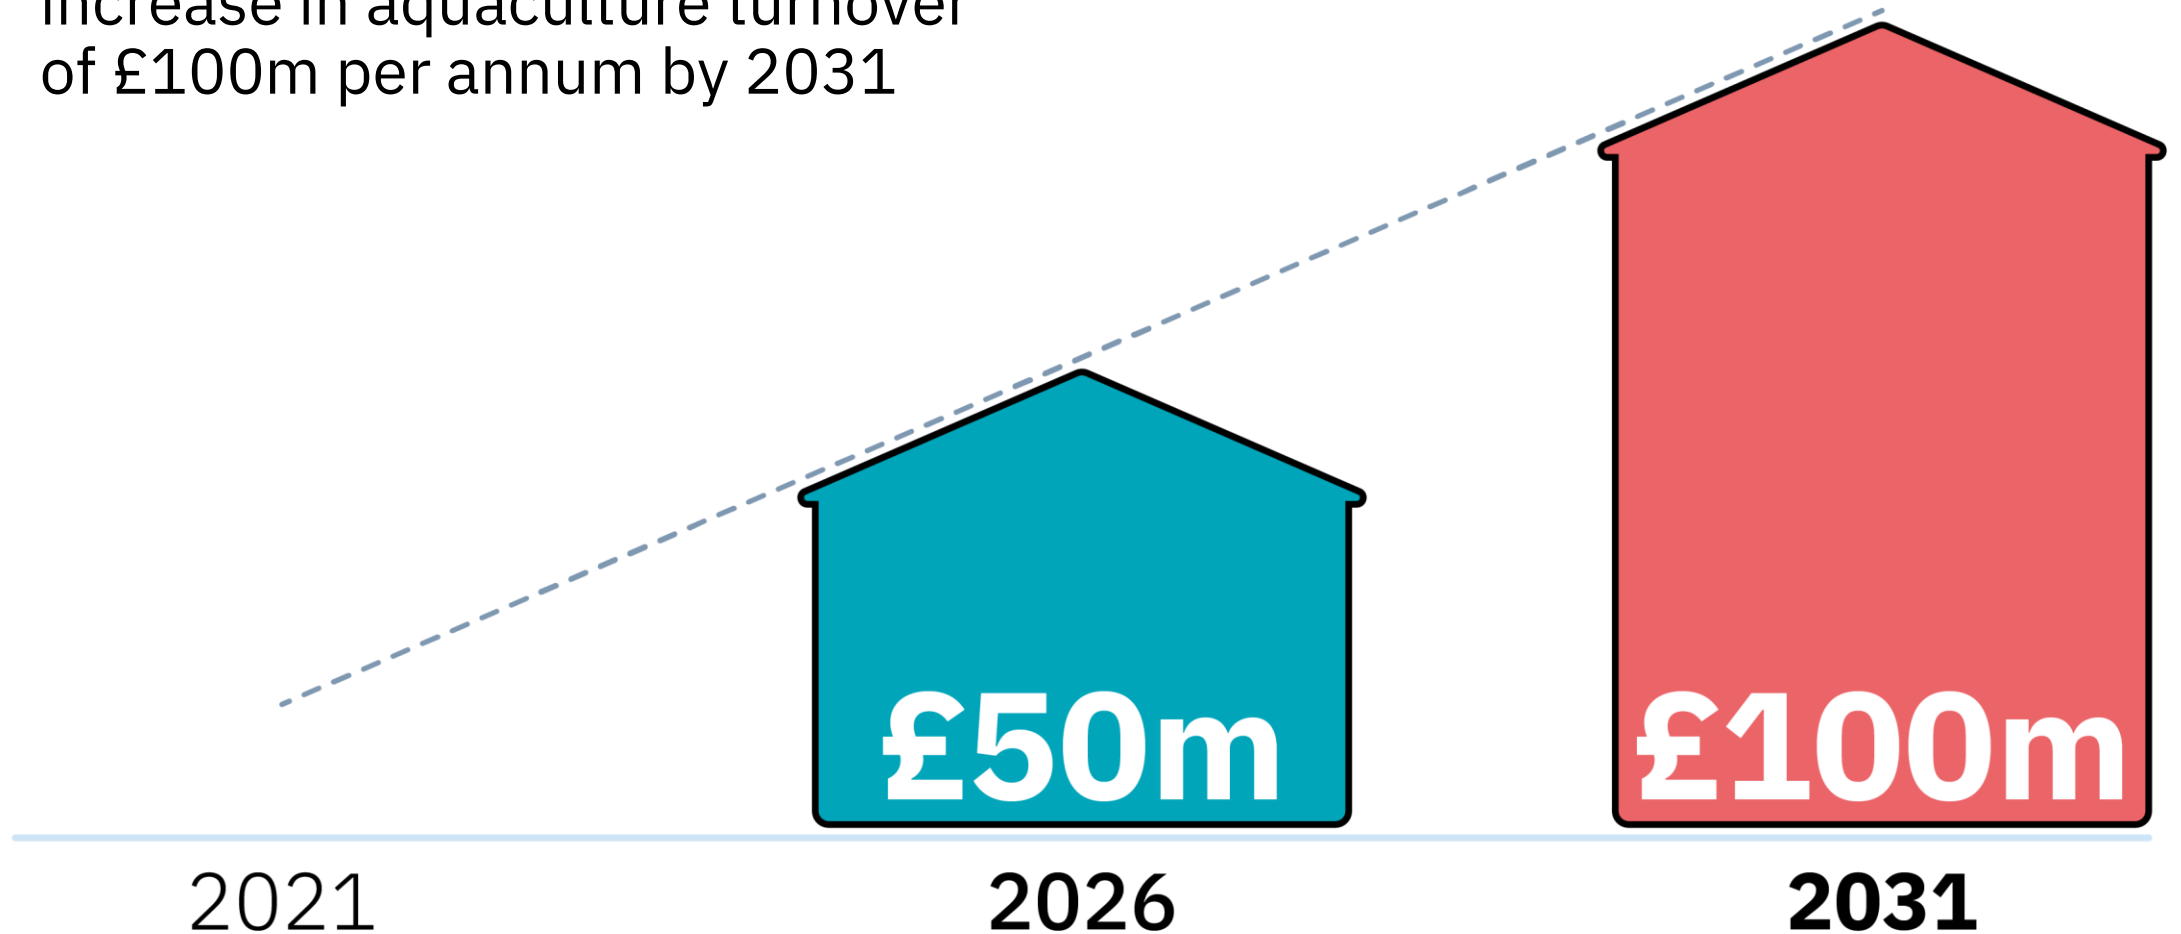 increase in aquaculture turnover
of £100m per annum by 2031
£50m
£100m
2021
2026
2031